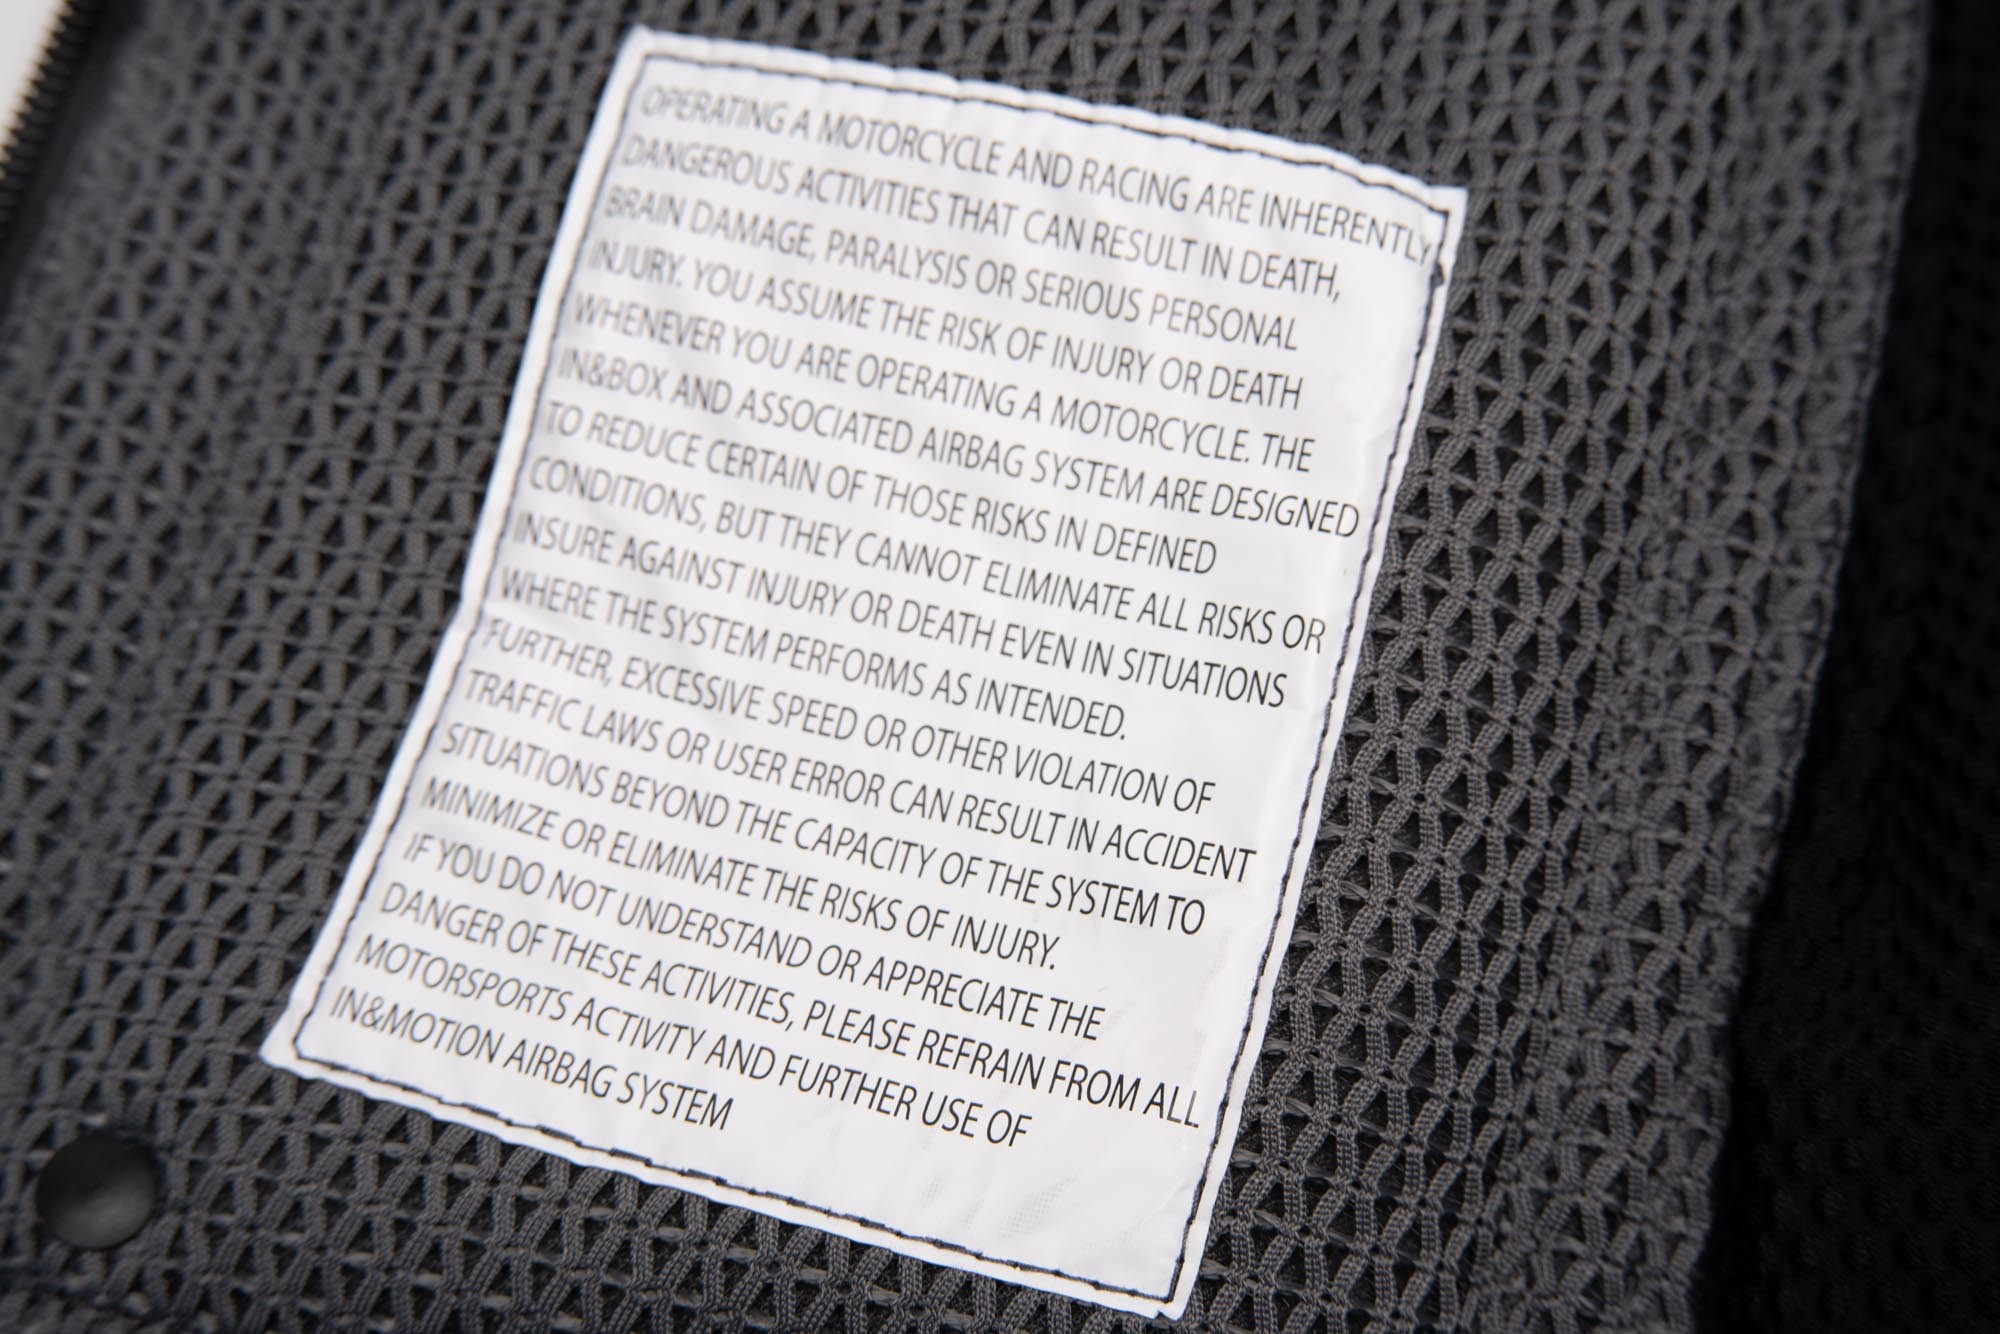 OPERATING A MOTORCYCLE AND RACING ARE INHERENTLY
DANGEROUS ACTIVITIES THAT CAN RESULT IN DEATH,
BRAIN DAMAGE, PARALYSIS OR SERIOUS PERSONAL
INJURY. YOU ASSUME THE RISK OF INJURY OR DEATH
WHENEVER YOU ARE OPERATING A MOTORCYCLE. THE
IN&BOX AND ASSOCIATED AIRBAG SYSTEM ARE DESIGNED
TO REDUCE CERTAIN OF THOSE RISKS IN DEFINED
CONDITIONS, BUT THEY CANNOT ELIMINATE ALL RISKS OR
INSURE AGAINST INJURY OR DEATH EVEN IN SITUATIONS
WHERE THE SYSTEM PERFORMS AS INTENDED.
FURTHER, EXCESSIVE SPEED OR OTHER VIOLATION OF
TRAFFIC LAWS OR USER ERROR CAN RESULT IN ACCIDENT
SITUATIONS BEYOND THE CAPACITY OF THE SYSTEM TO
MINIMIZE OR ELIMINATE THE RISKS OF INJURY.
IF YOU DO NOT UNDERSTAND OR APPRECIATE THE
DANGER OF THESE ACTIVITIES, PLEASE REFRAIN FROM ALL
MOTORSPORTS ACTIVITY AND FURTHER USE OF
IN&MOTION AIRBAG SYSTEM